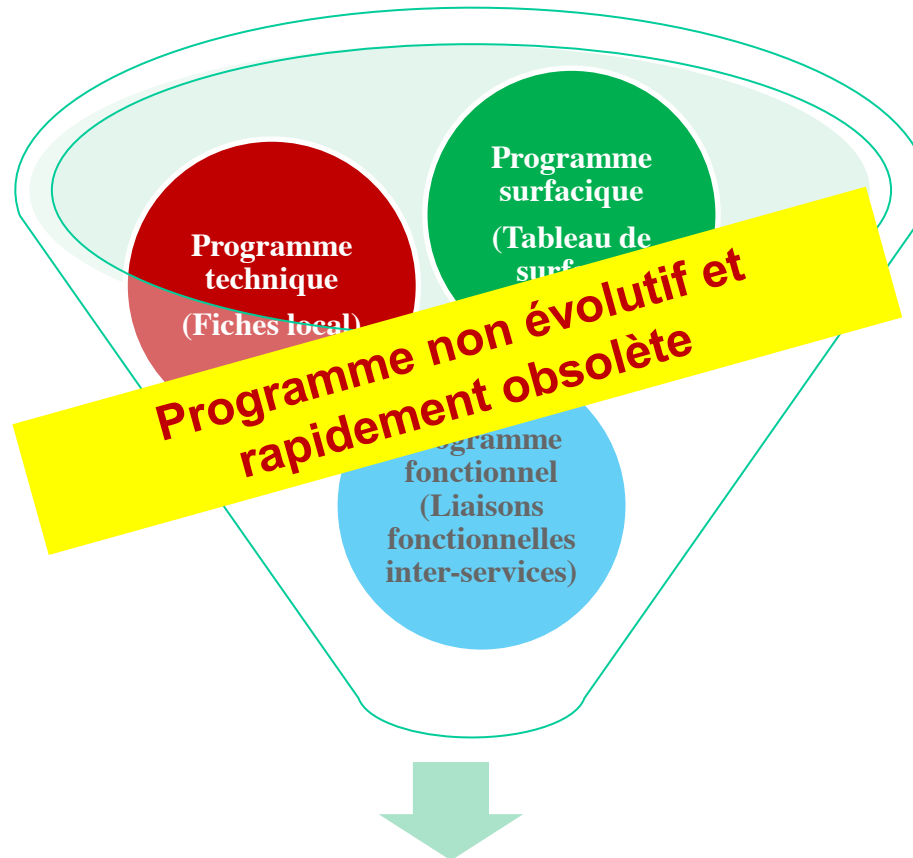 Programme
surfacique
(Tableau de
Programme
technique
(Fiches local)
Programme non évolutif et
rapidement obsolète
fonctionnel
(Liaisons
fonctionnelles
inter-services)